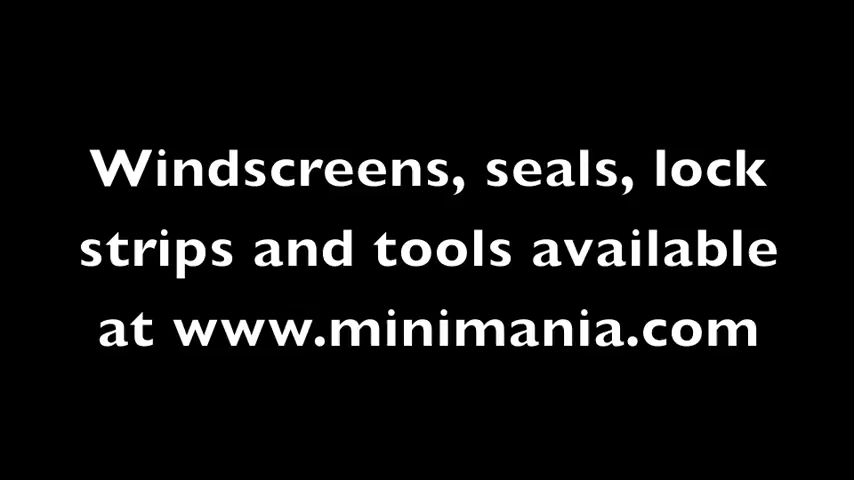 Windscreens, seals, lock
strips and tools available
at www.minimania.com